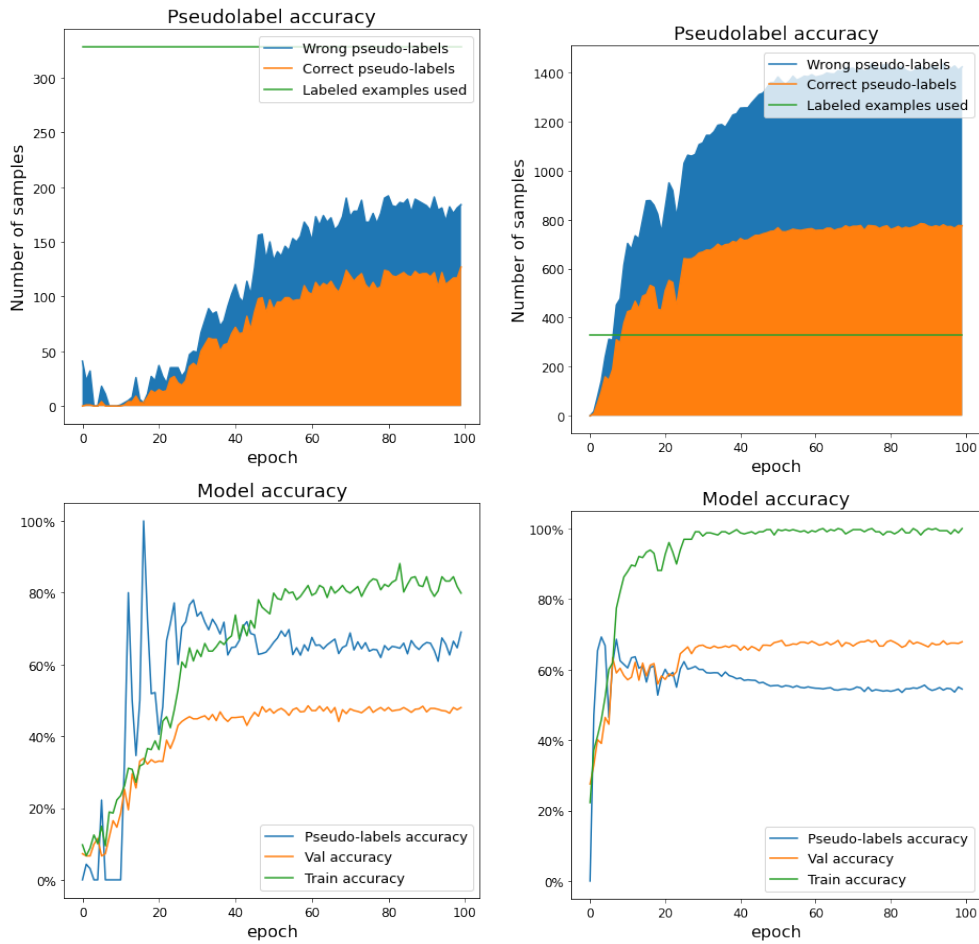 Pseudolabel accuracy
Wrong pseudo-labels
Correct pseudo-labels
Labeled examples used
Number of samples
300
250
200
150
100
50
0
0 20 40 60 80 100
epoch
Pseudolabel accuracy
Wrong pseudo-labels
Correct pseudo-labels
Labeled examples used
Number of samples
1400
1200
1000
800
600
400
200
0
0 20 40 60 80 100
epoch
Model accuracy
100%
80%
60%
40%
20%
0%
Pseudo-labels accuracy
Val accuracy
Train accuracy
0 20 40 60 80 100
epoch
Model accuracy
100%
80%
60%
40%
20%
0%
Pseudo-labels accuracy
Val accuracy
Train accuracy
0 20 40 60 80 100
epoch